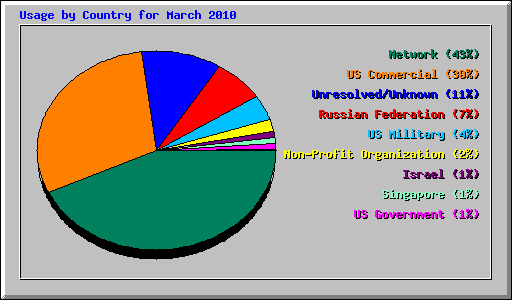 Usage by Country for March 2010
Network (43%)
US Commercial (30%)
Unresolved/Unknown (11%)
Russian Federation (7%)
US Military (4%)
Non-Profit Organization (2%)
Israel (1%)
Singapore (1%)
US Government (1%)